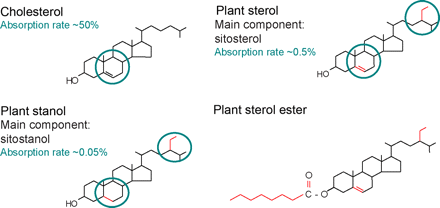 Cholesterol
Absorption rate ~50%
HO
Plant sterol
Main component:
sitosterol
Absorption rate ~0.5%
HO
Plant stanol
Main component:
sitostanol
Absorption rate ~0.05%
HO
Plant sterol ester
O
C
O